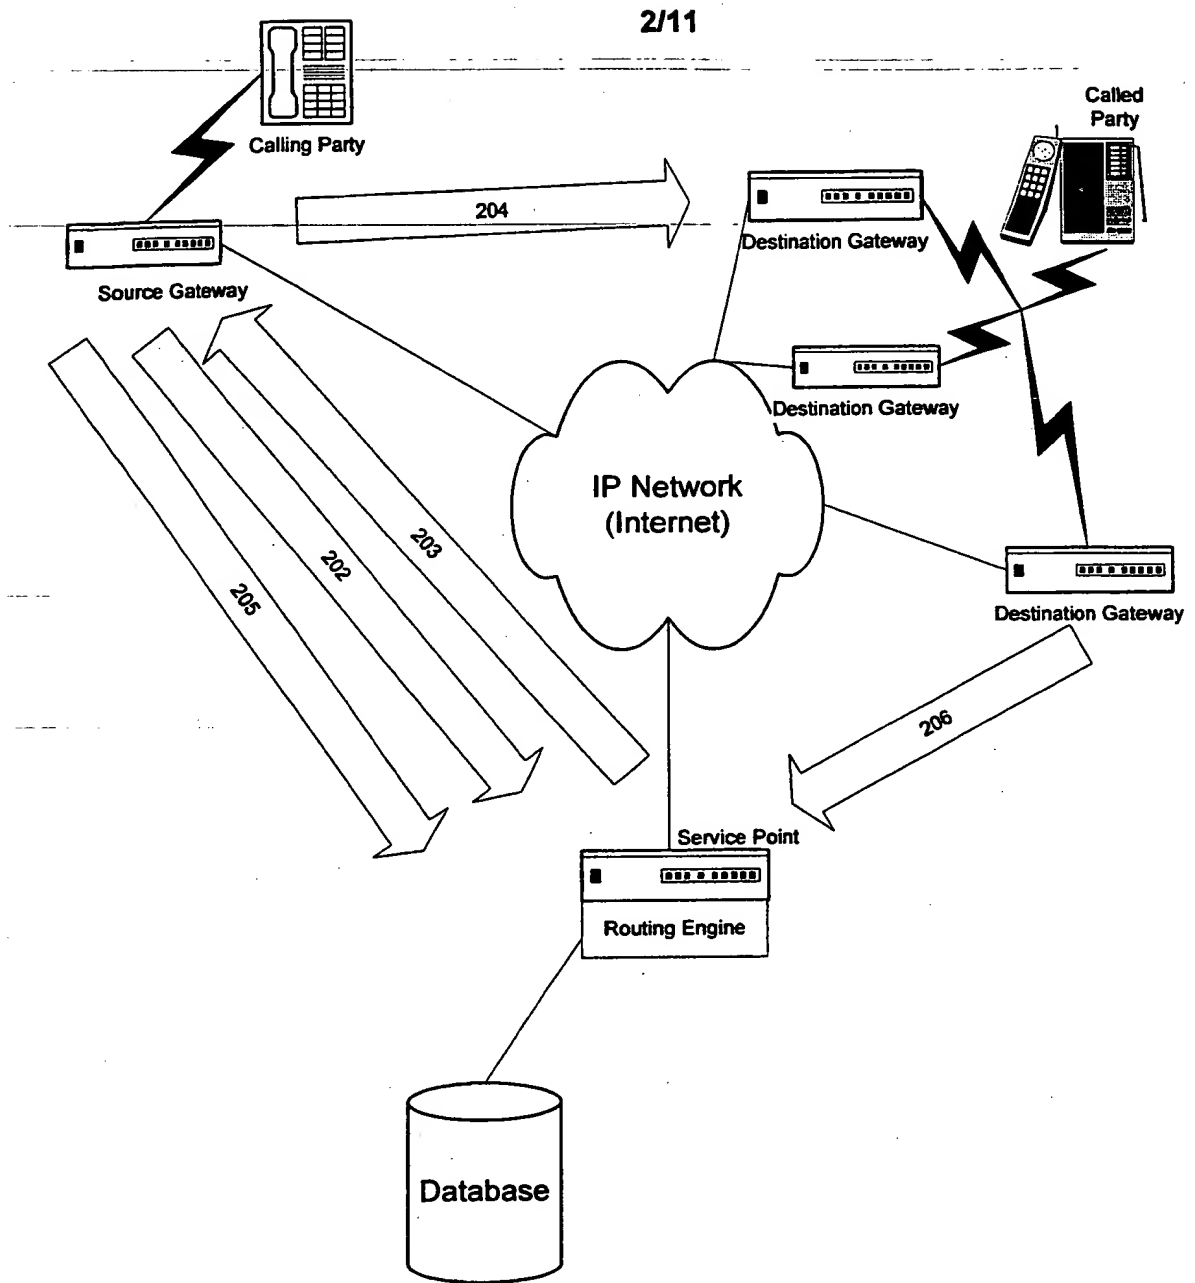 2/11
Calling Party
Called
Party
204
Destination Gateway
Source Gateway
Destination Gateway
IP Network
(Internet)
203
202
205
Destination Gateway
206
Service Point
Routing Engine
Database